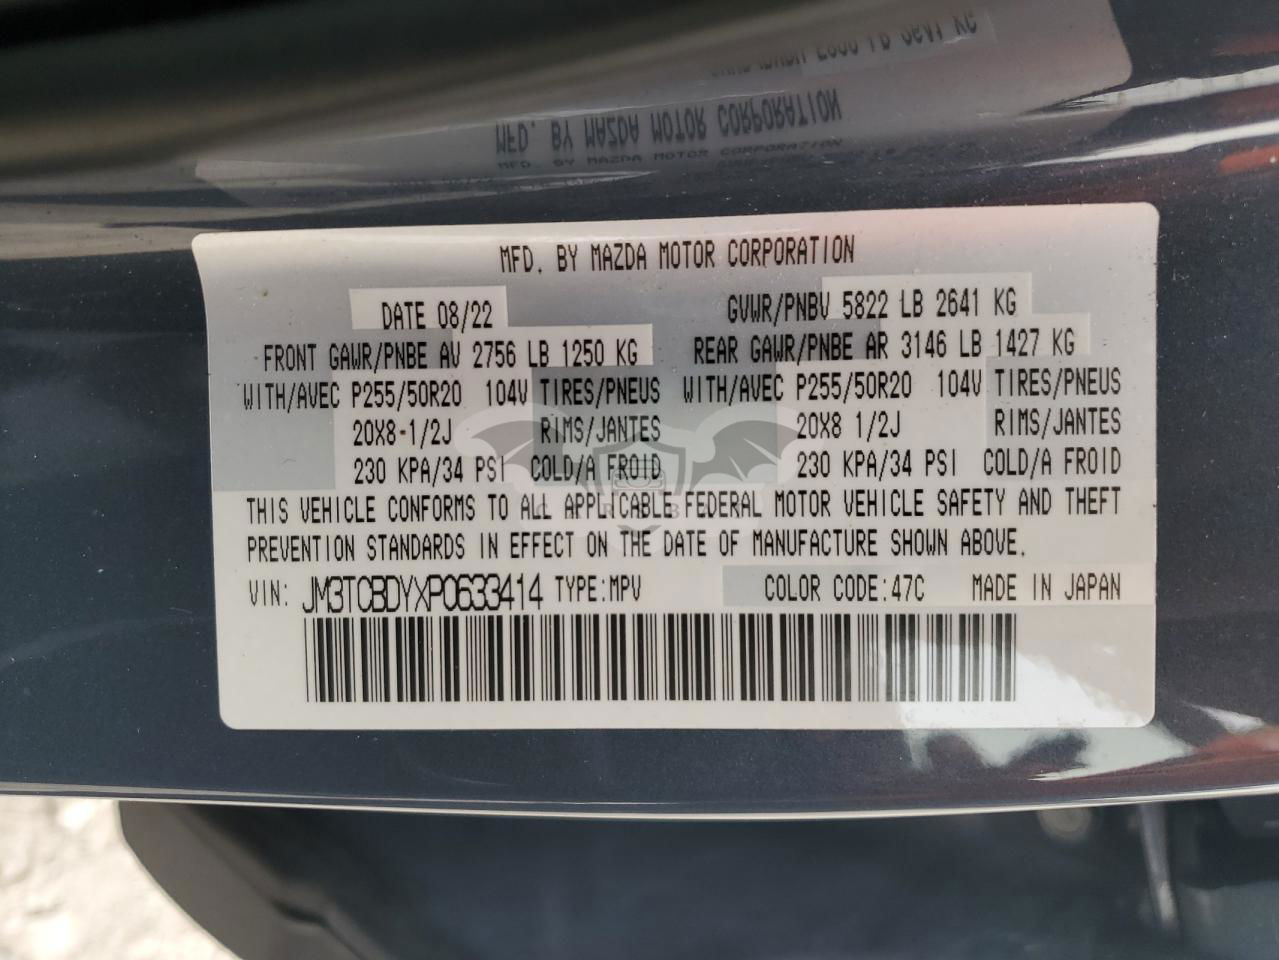 MFD. BY MAZDA MOTOR CORPORATION
MFD. BY MAZDA MOTOR CORPORATION
DATE 08/22 GVWR/PNBV 5822 LB 2641 KG
FRONT GAWR/PNBE AV 2756 LB 1250 KG REAR GAWR/PNBE AR 3146 LB 1427 KG
WITH/AVEC P255/50R20 104V TIRES/PNEUS WITH/AVEC P255/50R20 104V TIRES/PNEUS
20X8-1/2J RIMS/JANTES 20X8 1/2J RIMS/JANTES
230 KPA/34 PSI COLD/A FROID 230 KPA/34 PSI COLD/A FROID
THIS VEHICLE CONFORMS TO ALL APPLICABLE FEDERAL MOTOR VEHICLE SAFETY AND THEFT
PREVENTION STANDARDS IN EFFECT ON THE DATE OF MANUFACTURE SHOWN ABOVE.
VIN: JM3TCBDYXP0633414 TYPE:MPV COLOR CODE:47C MADE IN JAPAN